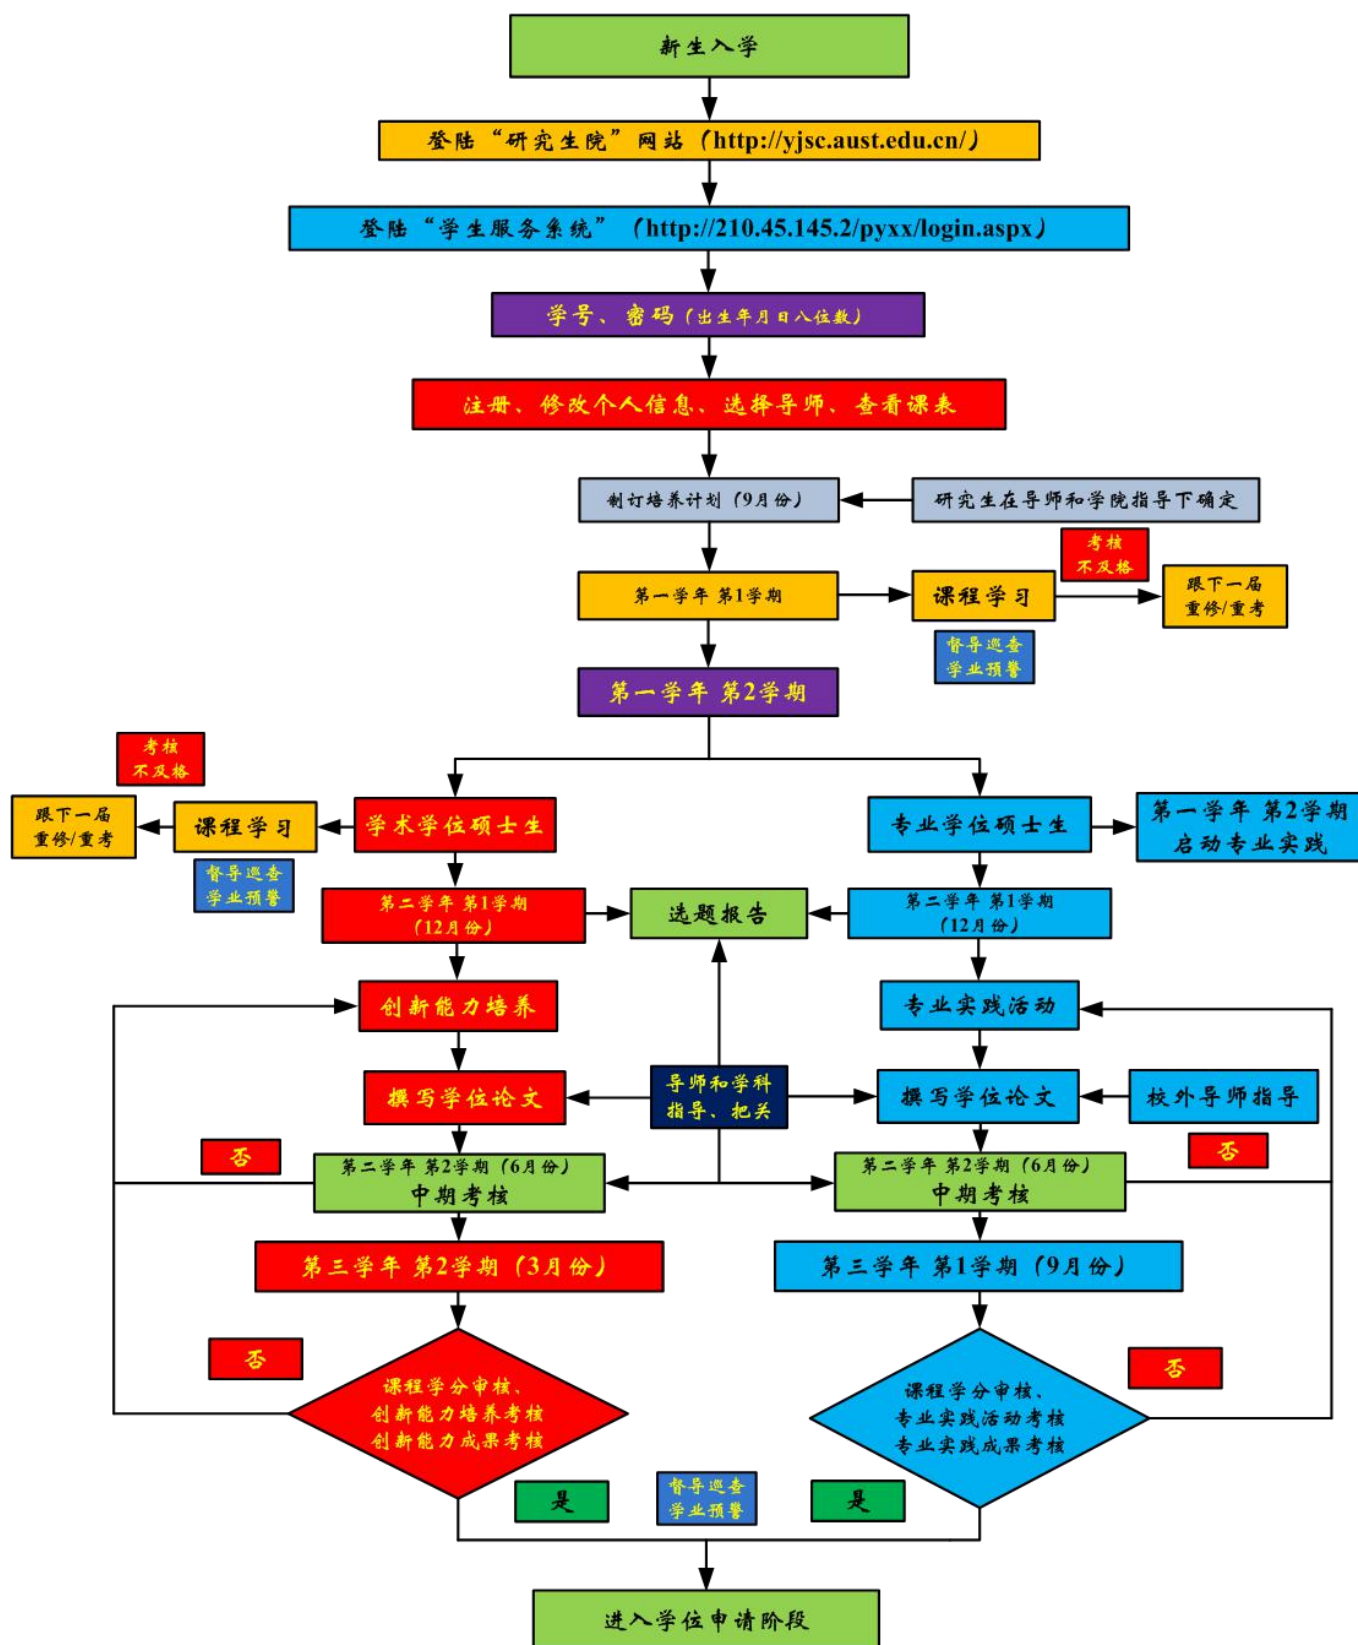 新生入学
登陆“研究生院”网站（http://yjsc.aust.edu.cn/）
登陆“学生服务系统”（http://210.45.145.2/pyxx/login.aspx）
学号、密码（出生年月日八位数）
注册、修改个人信息、选择导师、查看课表
制订培养计划（9月份）
研究生在导师和学院指导下确定
考核
不及格
第一学年 第1学期
课程学习
跟下一届
重修/重考
督导巡查
学业预警
第一学年 第2学期
考核
不及格
跟下一届
重修/重考
课程学习
学术学位硕士生
专业学位硕士生
第一学年 第2学期
启动专业实践
督导巡查
学业预警
第二学年 第1学期
（12月份）
选题报告
第二学年 第1学期
（12月份）
创新能力培养
专业实践活动
撰写学位论文
导师和学科
指导、把关
撰写学位论文
校外导师指导
否
第二学年 第2学期（6月份）
中期考核
第二学年 第2学期（6月份）
中期考核
否
第三学年 第2学期（3月份）
第三学年 第1学期（9月份）
否
课程学分审核、
创新能力培养考核
创新能力成果考核
课程学分审核、
专业实践活动考核
专业实践成果考核
否
是
督导巡查
学业预警
是
进入学位申请阶段